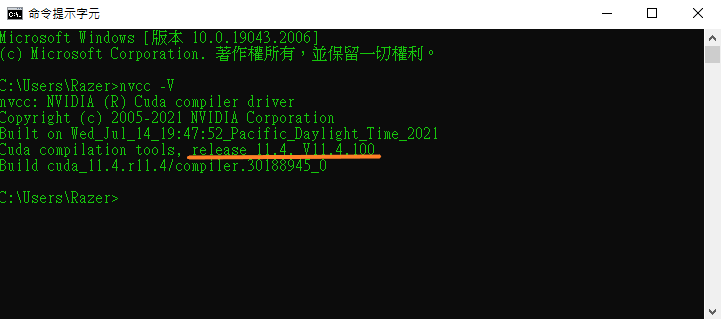 命令提示字元
Microsoft Windows [版本 10.0.19043.2006]
(c) Microsoft Corporation. 著作權所有，並保留一切權利。
C:\Users\Razer>nvcc -V
nvcc: NVIDIA (R) Cuda compiler driver
Copyright (c) 2005-2021 NVIDIA Corporation
Built on Wed_Jul_14_19:47:52_Pacific_Daylight_Time_2021
Cuda compilation tools, release 11.4, V11.4.100
Build cuda_11.4.r11.4/compiler.30188945_0
C:\Users\Razer>